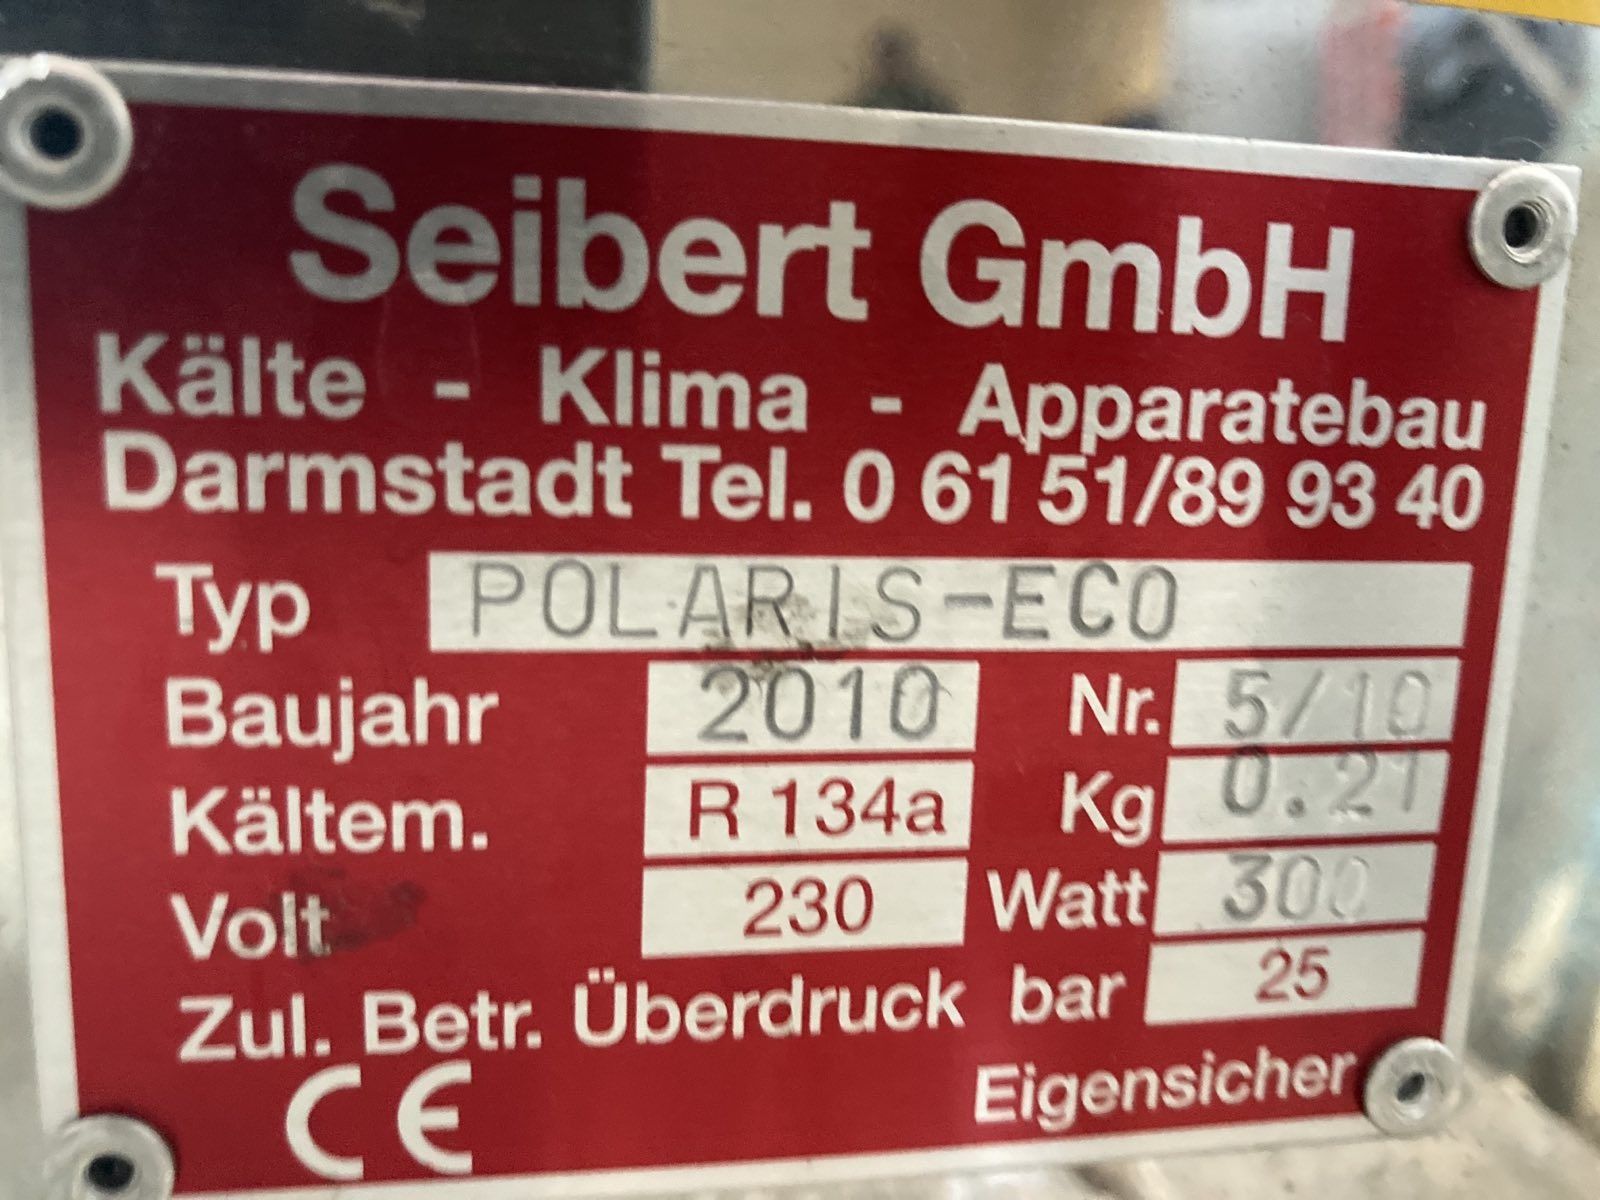 Seibert GmbH
Kälte - Klima - Apparatebau
Darmstadt Tel. 0 61 51/89 93 40
Typ POLARIS-ECO
Baujahr 2010 Nr. 5/10
Kältem. R 134a Kg 0.21
Volt 230 Watt 300
Zul. Betr. Überdruck bar 25
CE Eigensicher